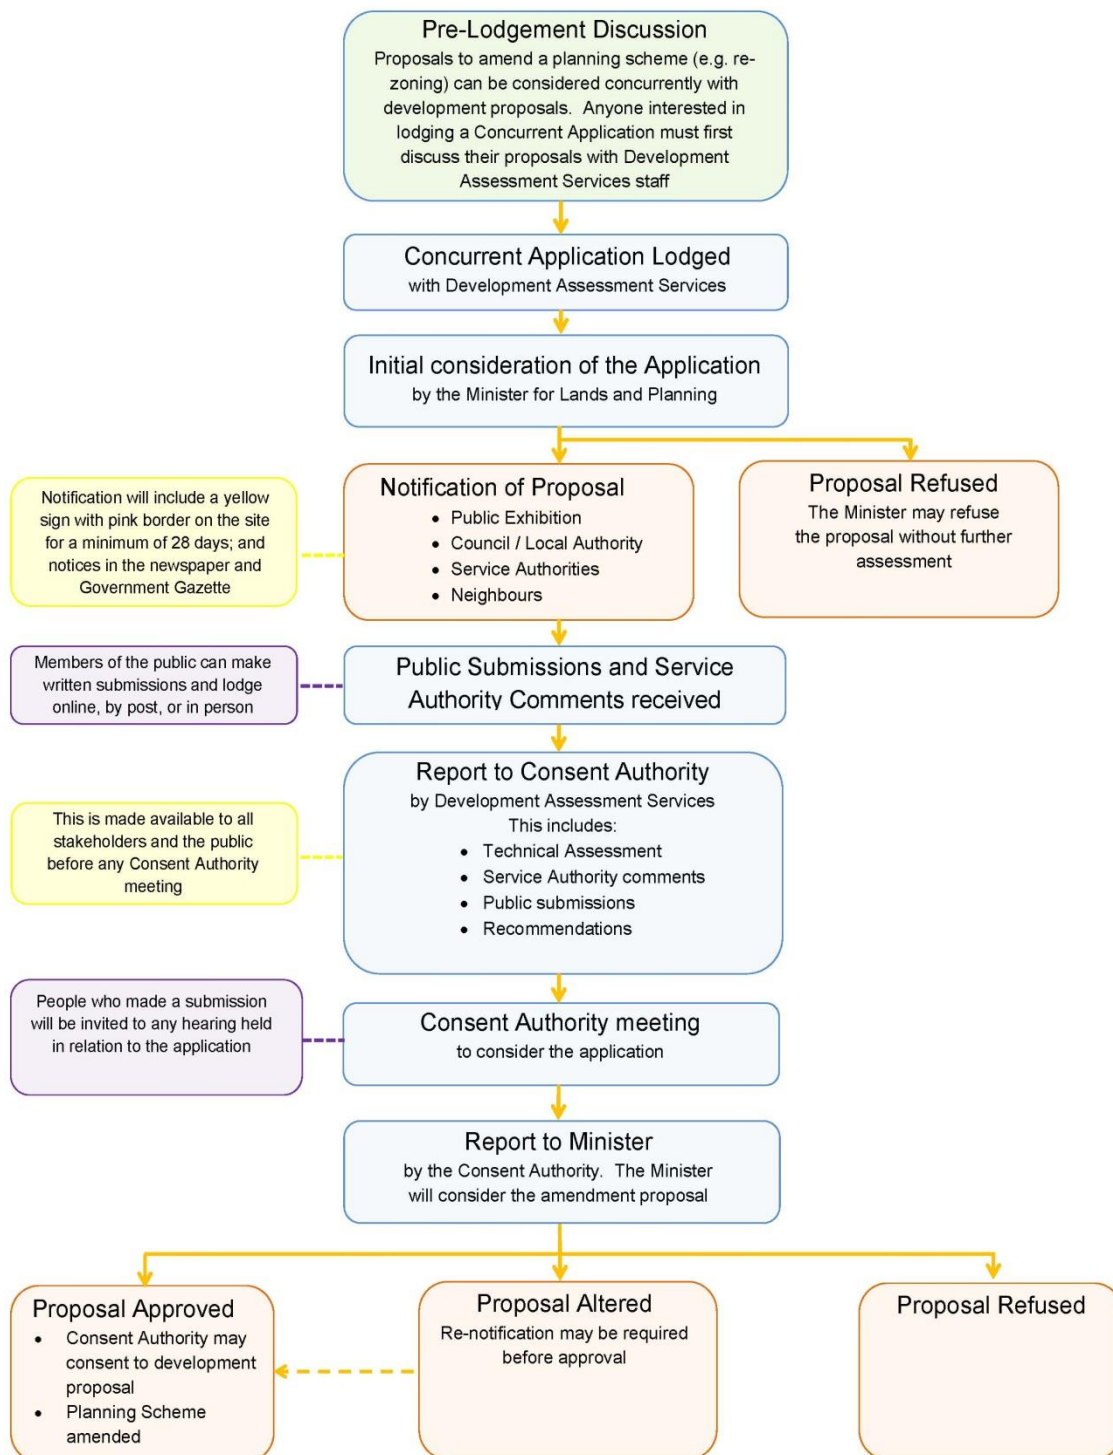 Pre-Lodgement Discussion
Proposals to amend a planning scheme (e.g. re-
zoning) can be considered concurrently with
development proposals. Anyone interested in
lodging a Concurrent Application must first
discuss their proposals with Development
Assessment Services staff
Concurrent Application Lodged
with Development Assessment Services
Initial consideration of the Application
by the Minister for Lands and Planning
Notification will include a yellow
sign with pink border on the site
for a minimum of 28 days; and
notices in the newspaper and
Government Gazette
Notification of Proposal
• Public Exhibition
• Council / Local Authority
• Service Authorities
• Neighbours
Proposal Refused
The Minister may refuse
the proposal without further
assessment
Members of the public can make
written submissions and lodge
online, by post, or in person
Public Submissions and Service
Authority Comments received
This is made available to all
stakeholders and the public
before any Consent Authority
meeting
Report to Consent Authority
by Development Assessment Services
This includes:
• Technical Assessment
• Service Authority comments
• Public submissions
• Recommendations
People who made a submission
will be invited to any hearing held
in relation to the application
Consent Authority meeting
to consider the application
Report to Minister
by the Consent Authority. The Minister
will consider the amendment proposal
Proposal Approved
• Consent Authority may
consent to development
proposal
• Planning Scheme
amended
Proposal Altered
Re-notification may be required
before approval
Proposal Refused